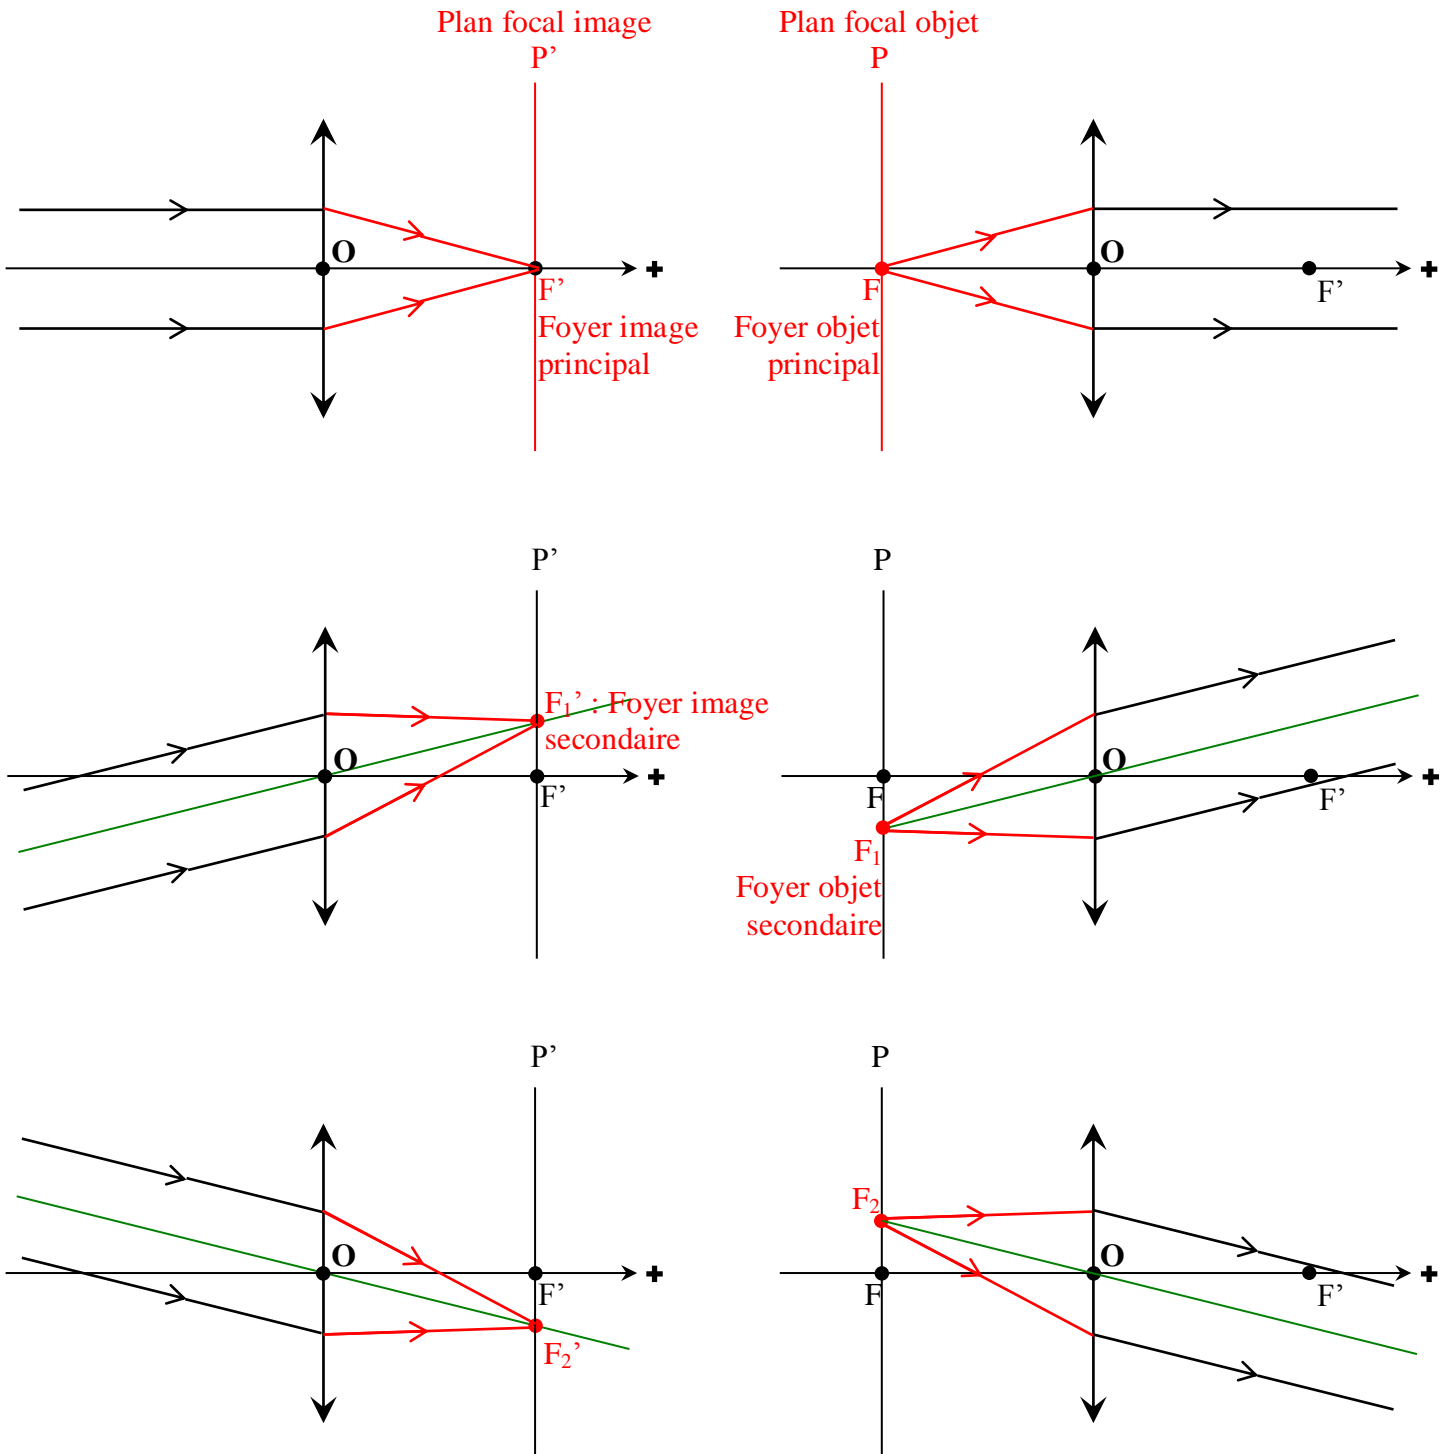 Plan focal image
P’
O
+
F’
Foyer image
principal
Plan focal objet
P
O
+
F
F’
Foyer objet
principal
P’
F₁’ : Foyer image
secondaire
O
+
F’
P
O
+
F
F’
F₁
Foyer objet
secondaire
P’
O
+
F’
F₂’
P
F₂
O
+
F
F’